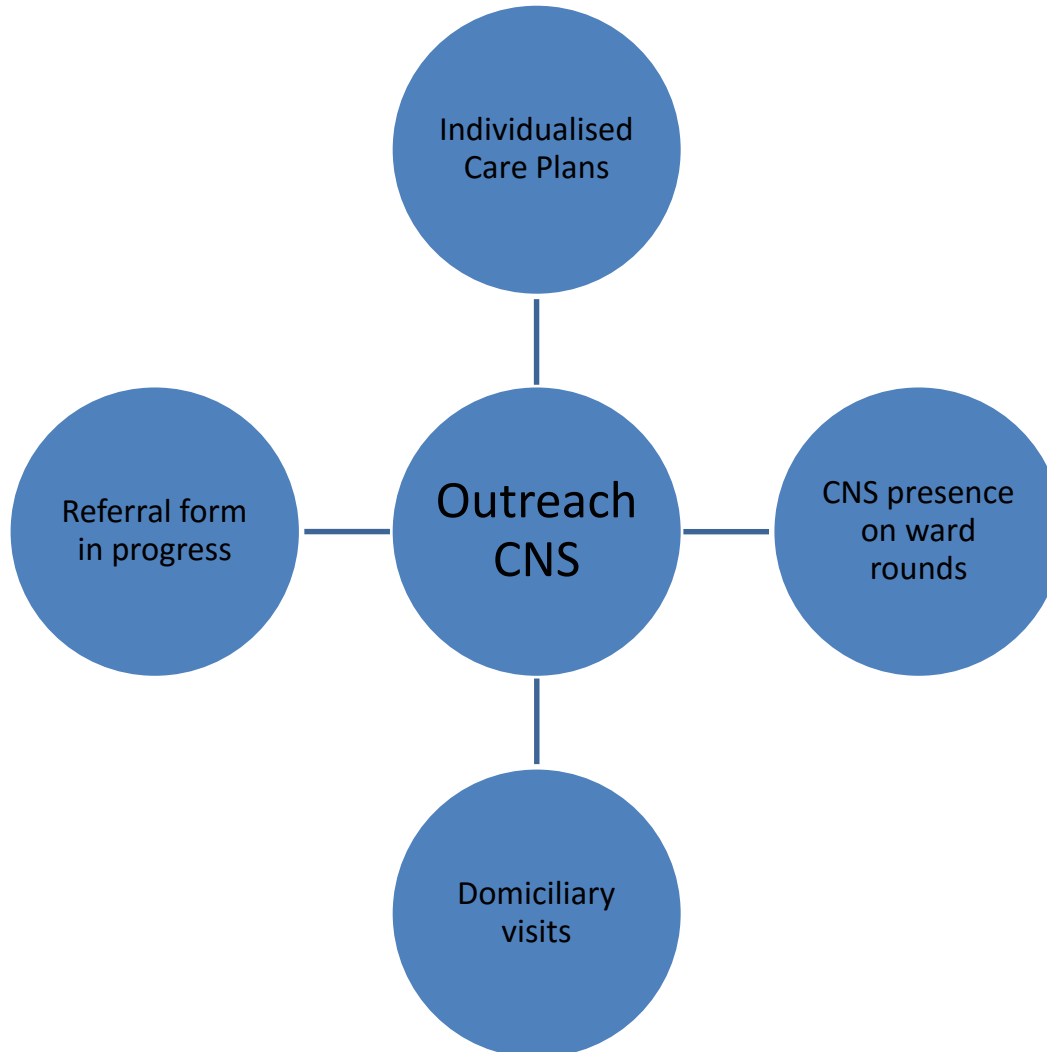 Individualised
Care Plans
Referral form
in progress
Outreach
CNS
CNS presence
on ward
rounds
Domiciliary
visits